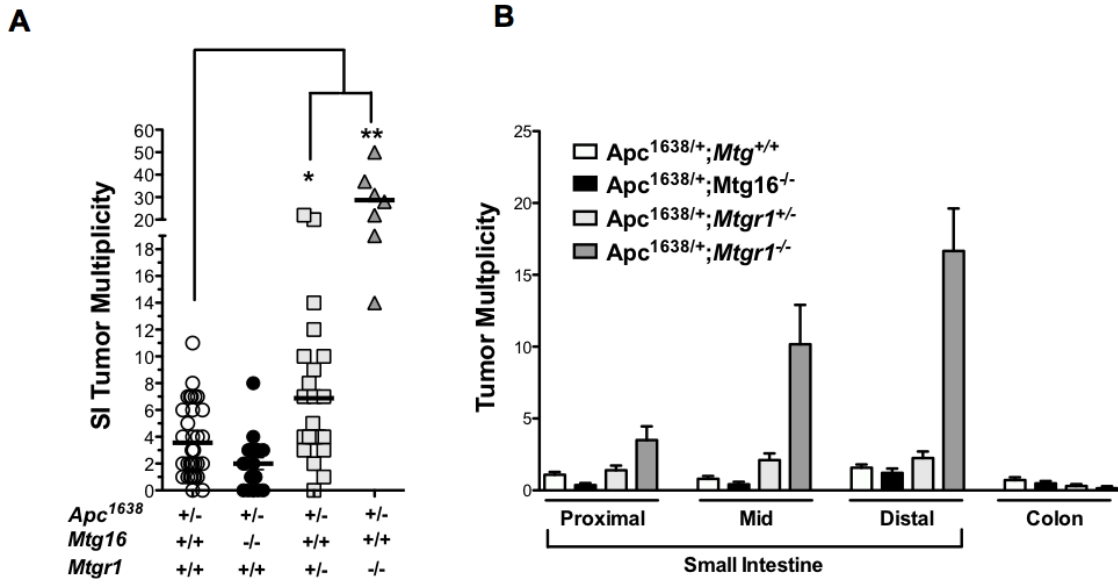 A
SI Tumor Multiplicity
60
50
40
30
20
18
16
14
12
10
8
6
4
2
0
*
**
Apc1638 +/- +/- +/- +/-
Mtg16 +/+ -/- +/+ +/+
Mtgr1 +/+ +/+ +/- -/-
B
Tumor Multplicity
25
20
15
10
5
0
Apc1638/+;Mtg+/+
Apc1638/+;Mtg16-/-
Apc1638/+;Mtgr1+/-
Apc1638/+;Mtgr1-/-
Proximal Mid Distal Colon
Small Intestine